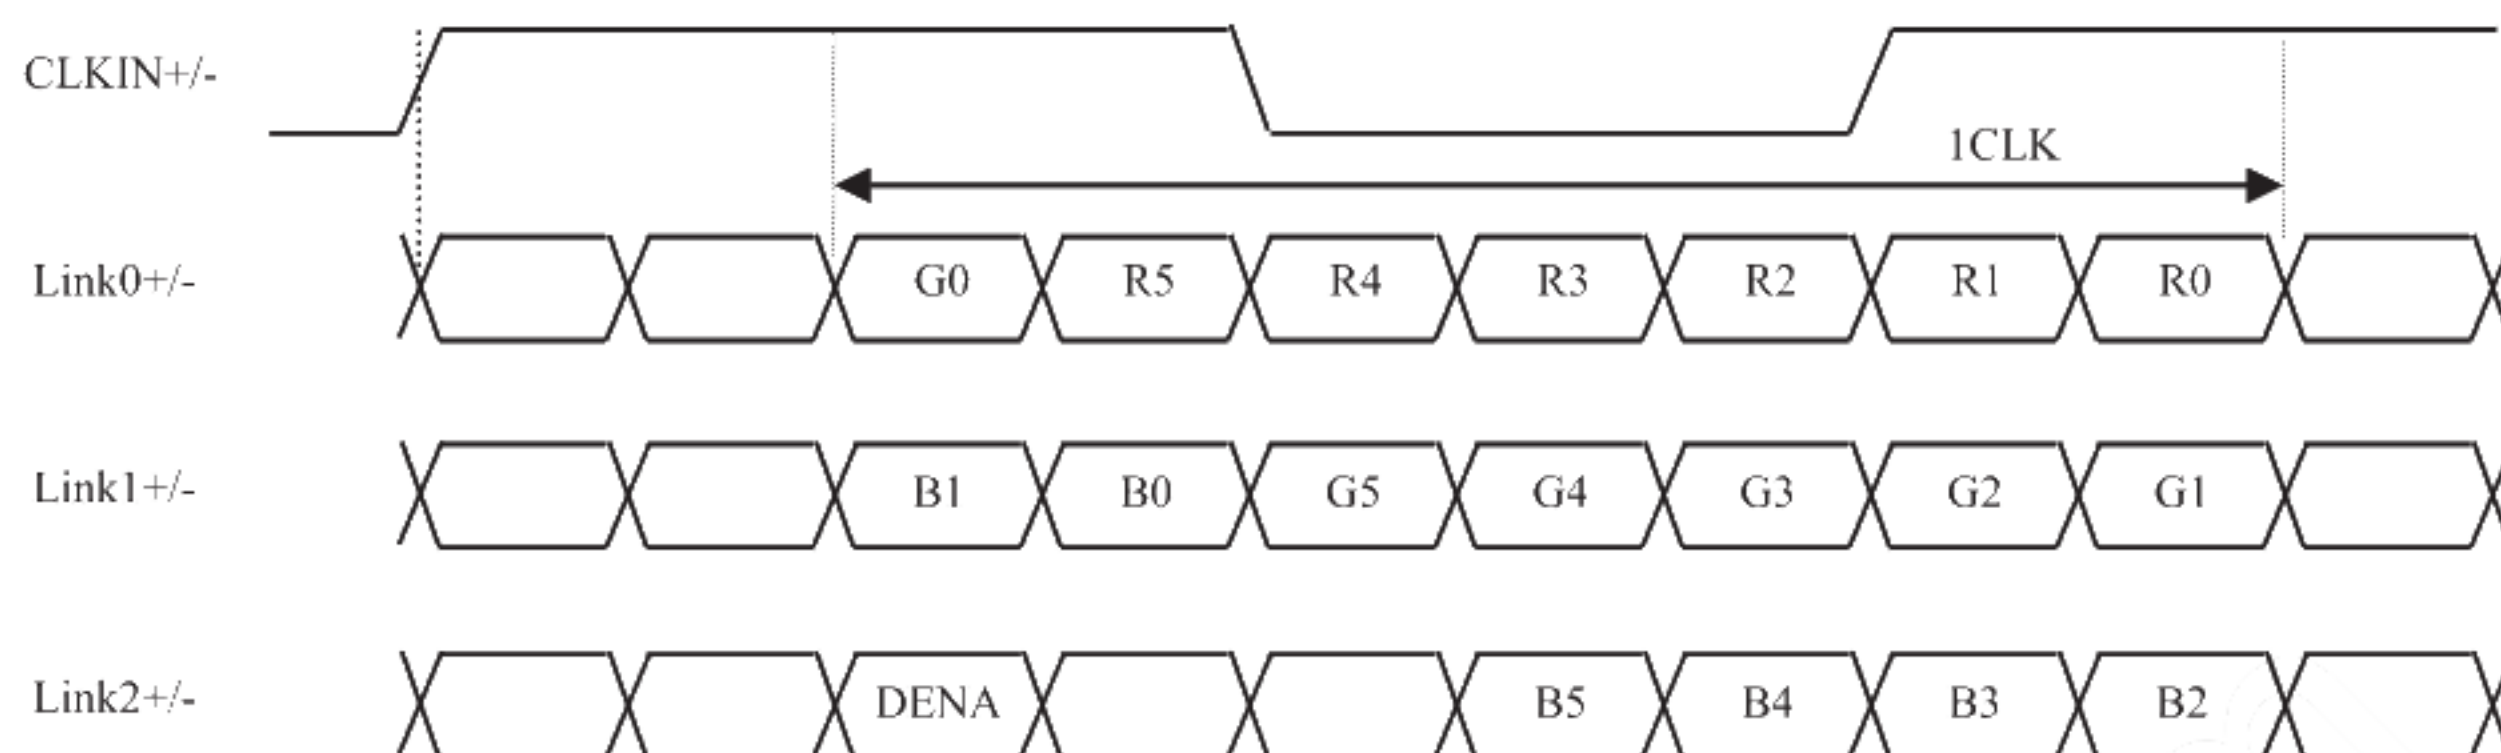 CLKIN+/-
1CLK
Link0+/- G0 R5 R4 R3 R2 R1 R0
Link1+/- B1 B0 G5 G4 G3 G2 G1
Link2+/- DENA B5 B4 B3 B2